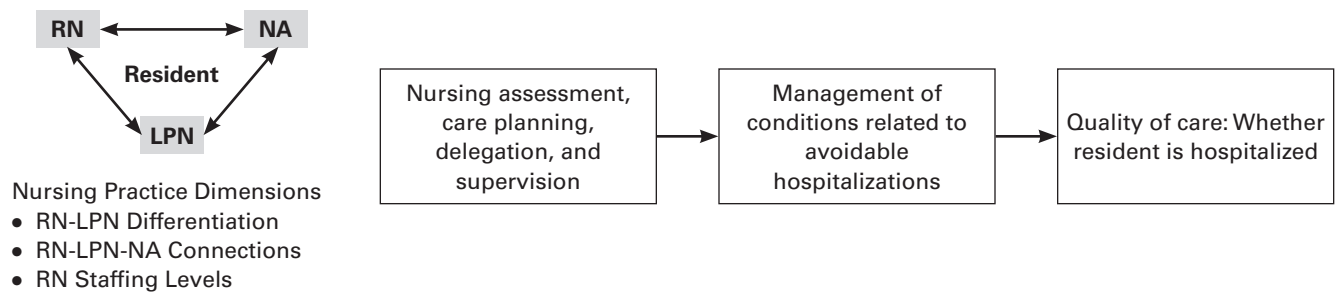 RN
NA
Resident
LPN
Nursing Practice Dimensions
• RN-LPN Differentiation
• RN-LPN-NA Connections
• RN Staffing Levels
Nursing assessment,
care planning,
delegation, and
supervision
Management of
conditions related to
avoidable
hospitalizations
Quality of care: Whether
resident is hospitalized